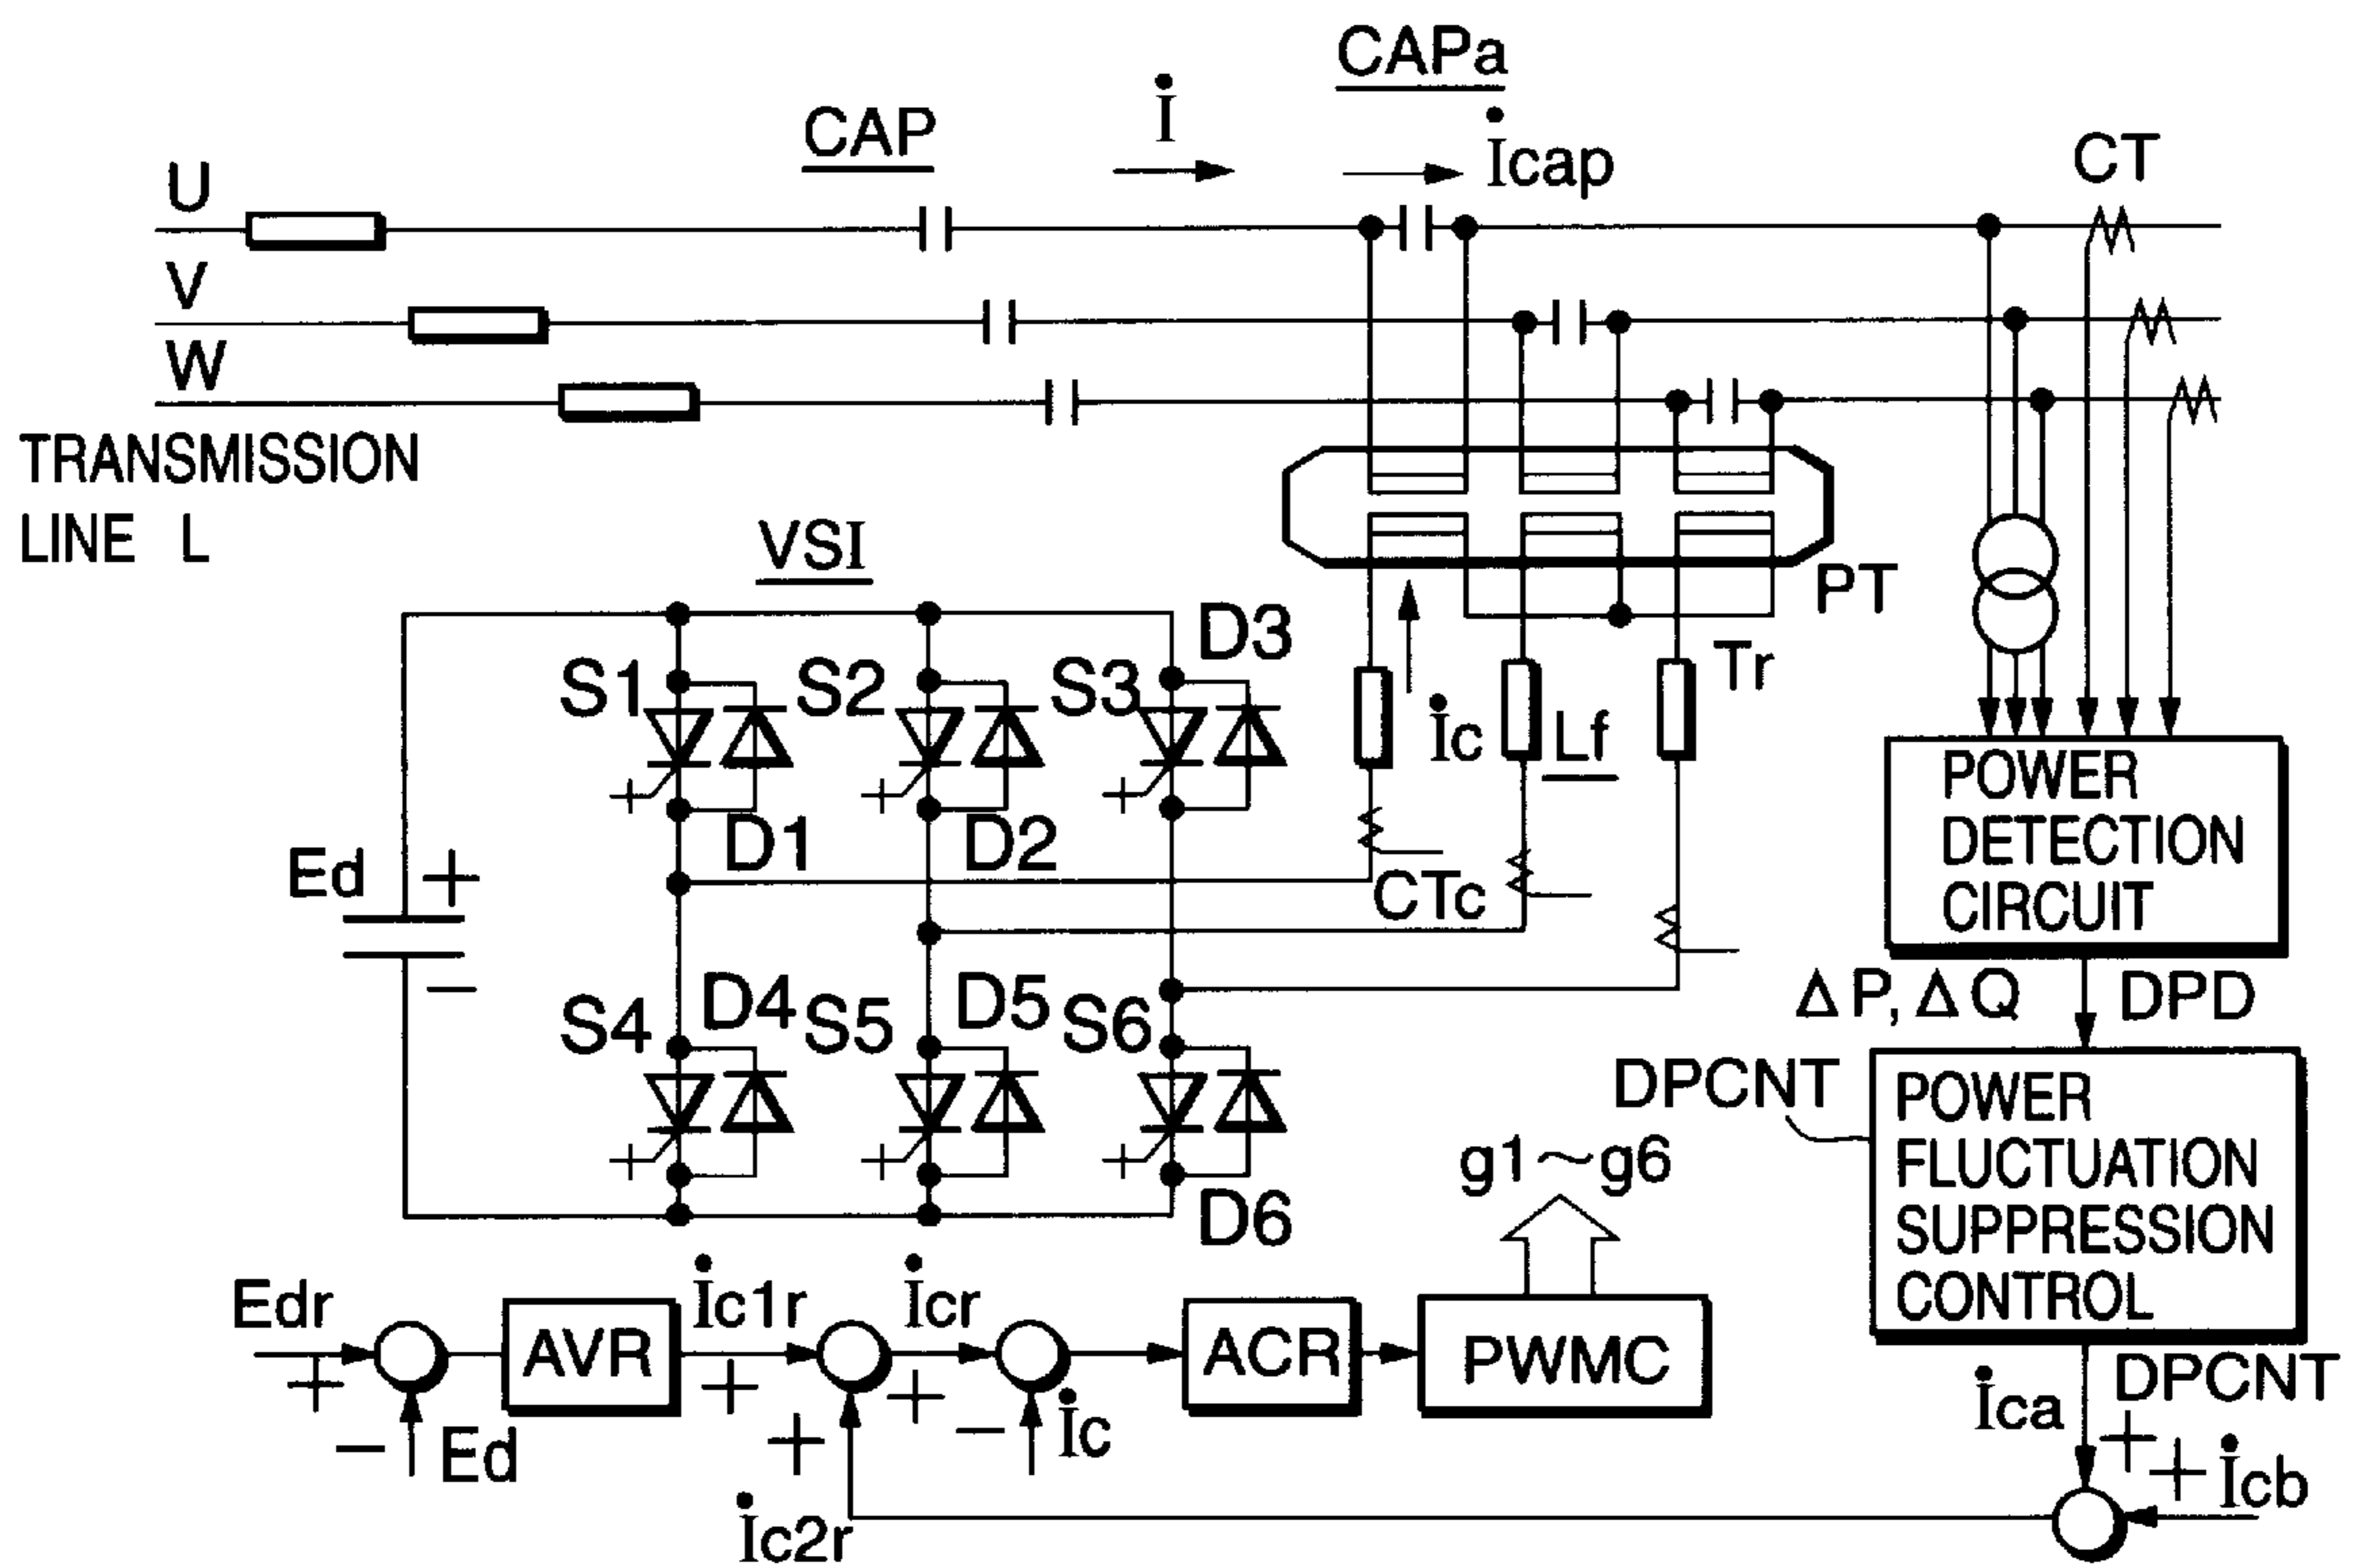 CAPa
CAP
İ
İcap
CT
U
V
W
TRANSMISSION
LINE L
VSI
PT
D3
S1
S2
S3
Tr
İc
Lf
D1
D2
POWER
DETECTION
CIRCUIT
Ed
+
CTc
−
S4
D4
S5
D5
S6
ΔP, ΔQ
DPD
DPCNT
POWER
FLUCTUATION
SUPPRESSION
CONTROL
g1～g6
D6
Edr
İc1r
İcr
AVR
ACR
PWMC
+
+
+
+
−
−
Ed
İc
İca
DPCNT
+
+
İcb
İc2r